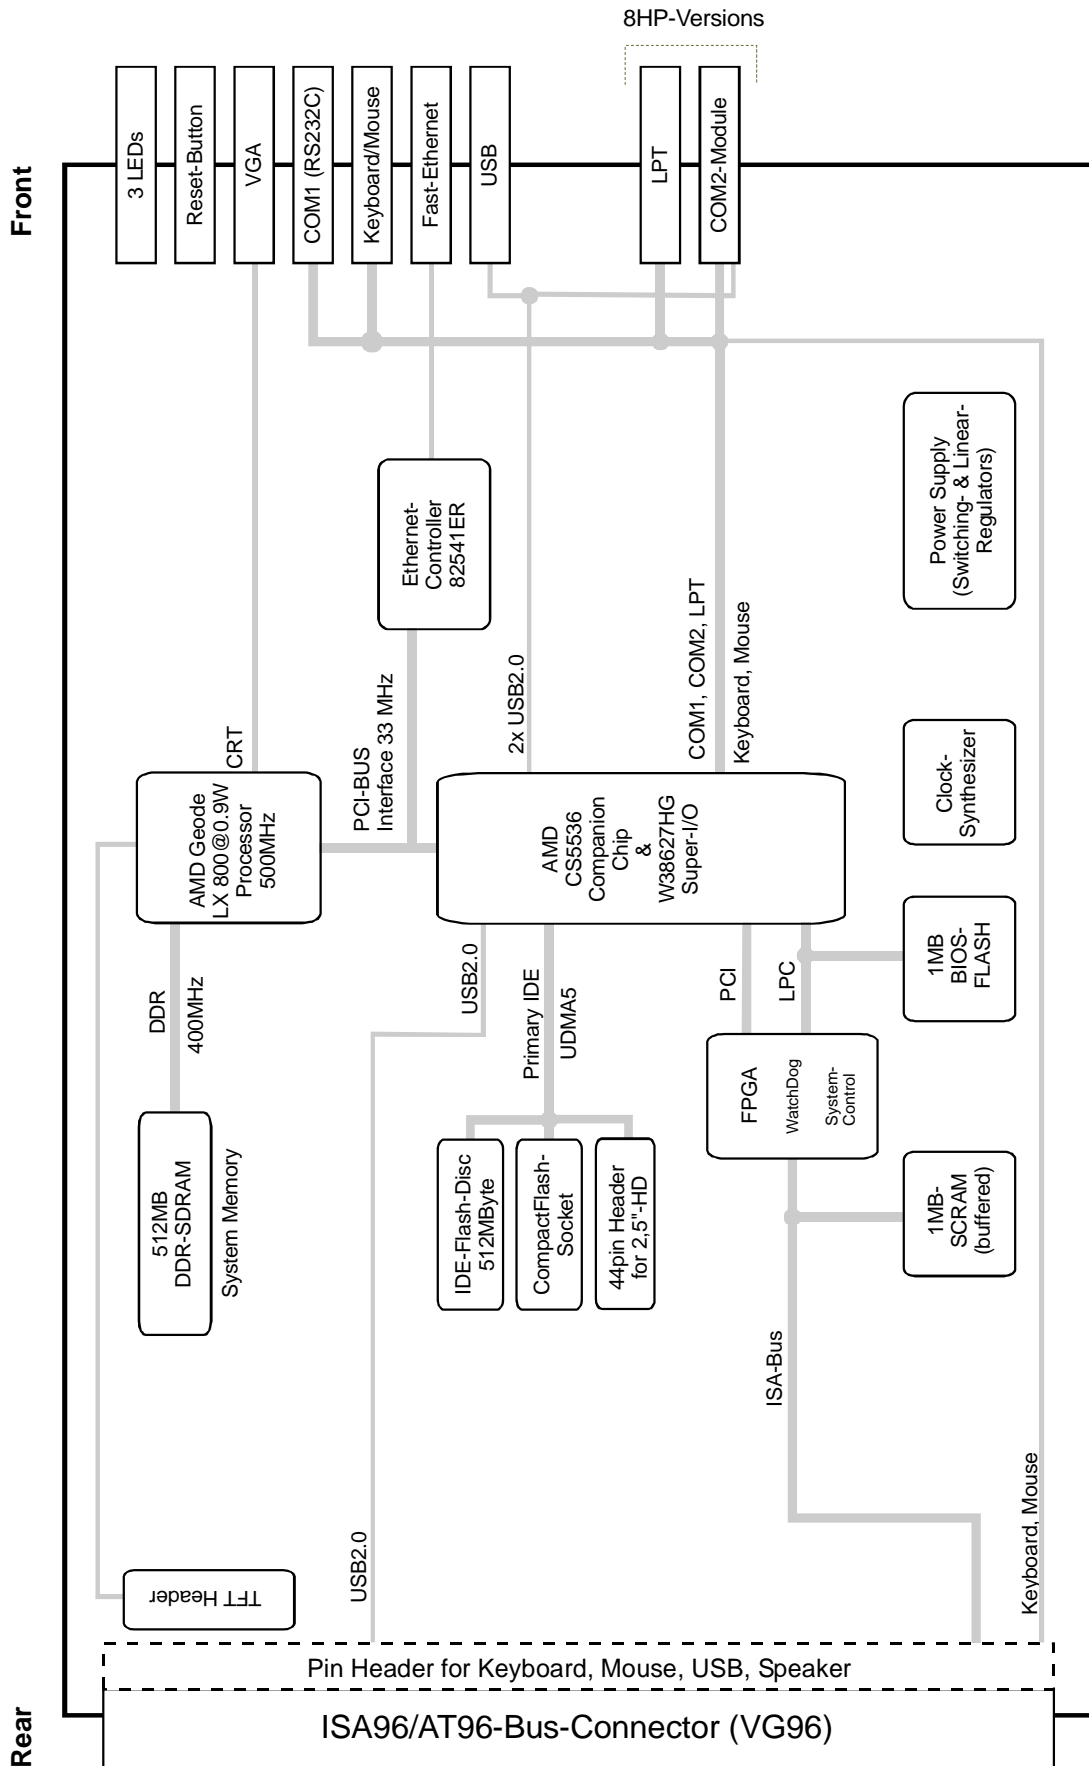 8HP-Versions
Front
3 LEDs
Reset-Button
VGA
COM1 (RS232C)
Keyboard/Mouse
Fast-Ethernet
USB
LPT
COM2-Module
Ethernet-
Controller
82541ER
Power Supply
(Switching- & Linear-
Regulators)
CRT
PCI-BUS
Interface 33 MHz
2x USB2.0
COM1, COM2, LPT
Keyboard, Mouse
AMD Geode
LX 800@0.9W
Processor
500MHz
AMD
CS5536
Companion
Chip
&
W38627HG
Super-I/O
Clock-
Synthesizer
DDR
400MHz
USB2.0
Primary IDE
UDMA5
PCI
LPC
1MB
BIOS-
FLASH
512MB
DDR-SDRAM
System Memory
IDE-Flash-Disc
512MByte
CompactFlash-
Socket
44pin Header
for 2,5"-HD
FPGA
WatchDog
System-
Control
1MB-
SCRAM
(buffered)
ISA-Bus
TFT Header
USB2.0
Keyboard, Mouse
Pin Header for Keyboard, Mouse, USB, Speaker
ISA96/AT96-Bus-Connector (VG96)
Rear